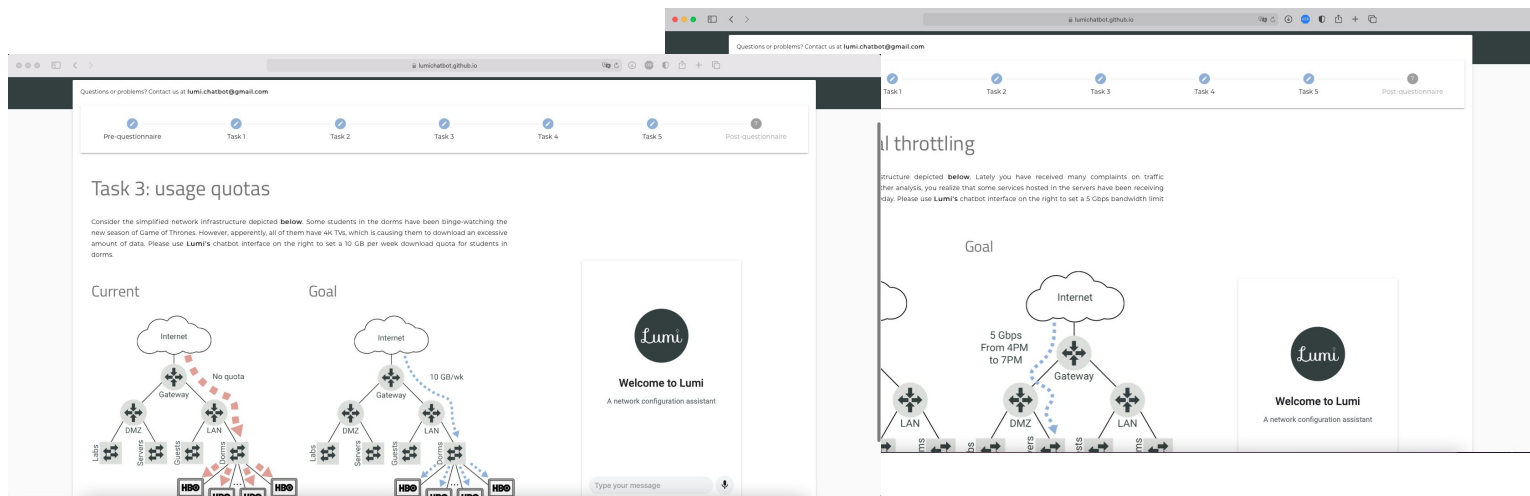 lumichatbot.github.io
Questions or problems? Contact us at lumi.chatbot@gmail.com
lumichatbot.github.io
Questions or problems? Contact us at lumi.chatbot@gmail.com
Pre-questionnaire
Task 1
Task 2
Task 3
Task 4
Task 5
Post-questionnaire
Task 3: usage quotas
Consider the simplified network infrastructure depicted below. Some students in the dorms have been binge-watching the
new season of Game of Thrones. However, apperently, all of them have 4K TVs, which is causing them to download an excessive
amount of data. Please use Lumi's chatbot interface on the right to set a 10 GB per week download quota for students in
dorms.
Current
Internet
No quota
Gateway
DMZ
LAN
Labs
Servers
Guests
Dorms
HBO
HBO
HBO
HBO
...
Goal
Internet
10 GB/wk
Gateway
DMZ
LAN
Labs
Servers
Guests
Dorms
HBO
HBO
HBO
HBO
...
Lumi
Welcome to Lumi
A network configuration assistant
Type your message
Task 1
Task 2
Task 3
Task 4
Task 5
Post-questionnaire
al throttling
structure depicted below. Lately you have received many complaints on traffic
ther analysis, you realize that some services hosted in the servers have been receiving
day. Please use Lumi's chatbot interface on the right to set a 5 Gbps bandwidth limit
Goal
Internet
5 Gbps
From 4PM
to 7PM
Gateway
LAN
DMZ
LAN
Lumi
Welcome to Lumi
A network configuration assistant